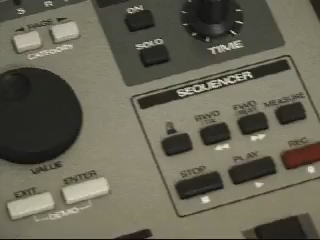 ON
PAGE
CATEGORY
SOLO
TIME
SEQUENCER
RWD
FWD
MEASURE
VALUE
STOP
PLAY
REC
EXIT
ENTER
DEMO